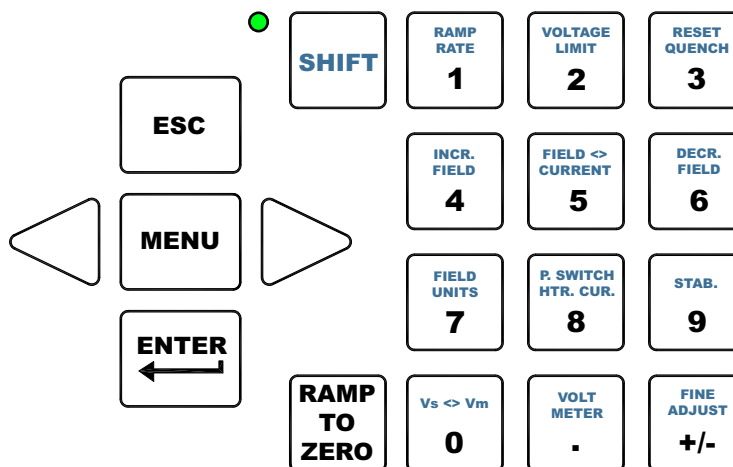 SHIFT
RAMP
RATE
1
VOLTAGE
LIMIT
2
RESET
QUENCH
3
ESC
INCR.
FIELD
4
FIELD <>
CURRENT
5
DECR.
FIELD
6
MENU
FIELD
UNITS
7
P. SWITCH
HTR. CUR.
8
STAB.
9
ENTER
RAMP
TO
ZERO
Vs <> Vm
0
VOLT
METER
.
FINE
ADJUST
+/-